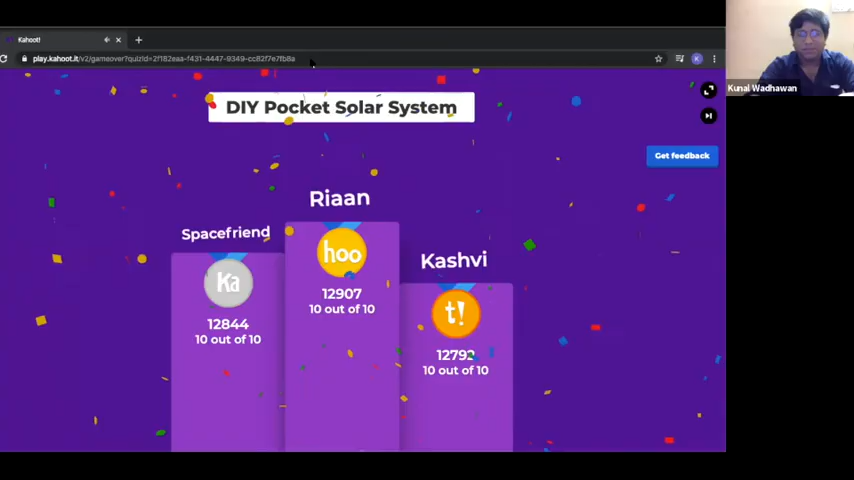 Kahoot!
play.kahoot.it/v2/gameover?quizId=2f182eaa-f431-4447-9349-cc82f7e7fb8a
K
Kunal Wadhawan
DIY Pocket Solar System
Get feedback
Riaan
Spacefriend
Kashvi
hoo
Ka
t!
12907
10 out of 10
12844
10 out of 10
12792
10 out of 10